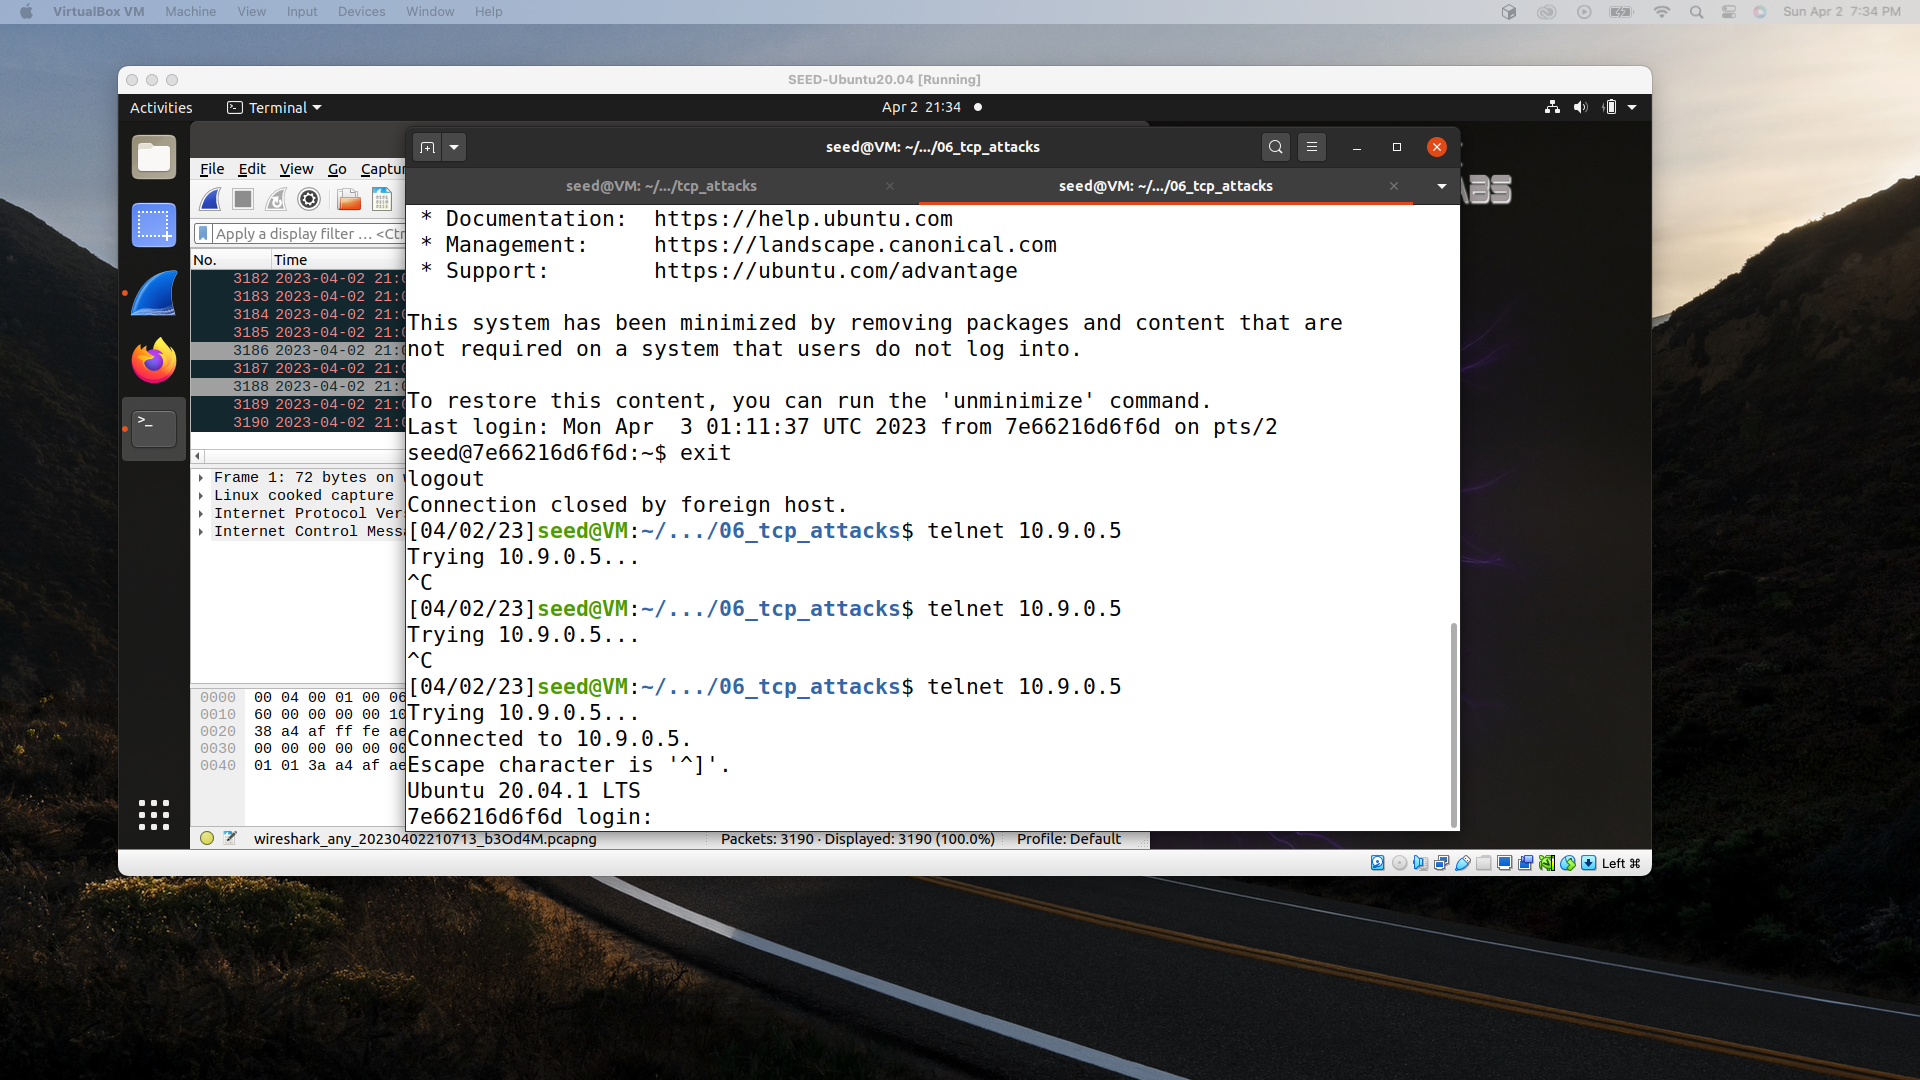 VirtualBox VM Machine View Input Devices Window Help Sun Apr 2 7:34 PM
SEED-Ubuntu20.04 [Running]
Activities Terminal Apr 2 21:34
seed@VM: ~/.../06_tcp_attacks
seed@VM: ~/.../tcp_attacks seed@VM: ~/.../06_tcp_attacks
ABS
File Edit View Go Captur
Apply a display filter ... <Ctr
No. Time
3182 2023-04-02 21:0
3183 2023-04-02 21:0
3184 2023-04-02 21:0
3185 2023-04-02 21:0
3186 2023-04-02 21:0
3187 2023-04-02 21:0
3188 2023-04-02 21:0
3189 2023-04-02 21:0
3190 2023-04-02 21:0
Frame 1: 72 bytes on
Linux cooked capture
Internet Protocol Ver
Internet Control Mess
0000 00 04 00 01 00 06
0010 60 00 00 00 00 10
0020 38 a4 af ff fe ae
0030 00 00 00 00 00 00
0040 01 01 3a a4 af ae
* Documentation: https://help.ubuntu.com
* Management: https://landscape.canonical.com
* Support: https://ubuntu.com/advantage
This system has been minimized by removing packages and content that are
not required on a system that users do not log into.
To restore this content, you can run the 'unminimize' command.
Last login: Mon Apr  3 01:11:37 UTC 2023 from 7e66216d6f6d on pts/2
seed@7e66216d6f6d:~$ exit
logout
Connection closed by foreign host.
[04/02/23]seed@VM:~/.../06_tcp_attacks$ telnet 10.9.0.5
Trying 10.9.0.5...
^C
[04/02/23]seed@VM:~/.../06_tcp_attacks$ telnet 10.9.0.5
Trying 10.9.0.5...
^C
[04/02/23]seed@VM:~/.../06_tcp_attacks$ telnet 10.9.0.5
Trying 10.9.0.5...
Connected to 10.9.0.5.
Escape character is '^]'.
Ubuntu 20.04.1 LTS
7e66216d6f6d login:
wireshark_any_20230402210713_b3Od4M.pcapng Packets: 3190 · Displayed: 3190 (100.0%) Profile: Default
Left ⌘